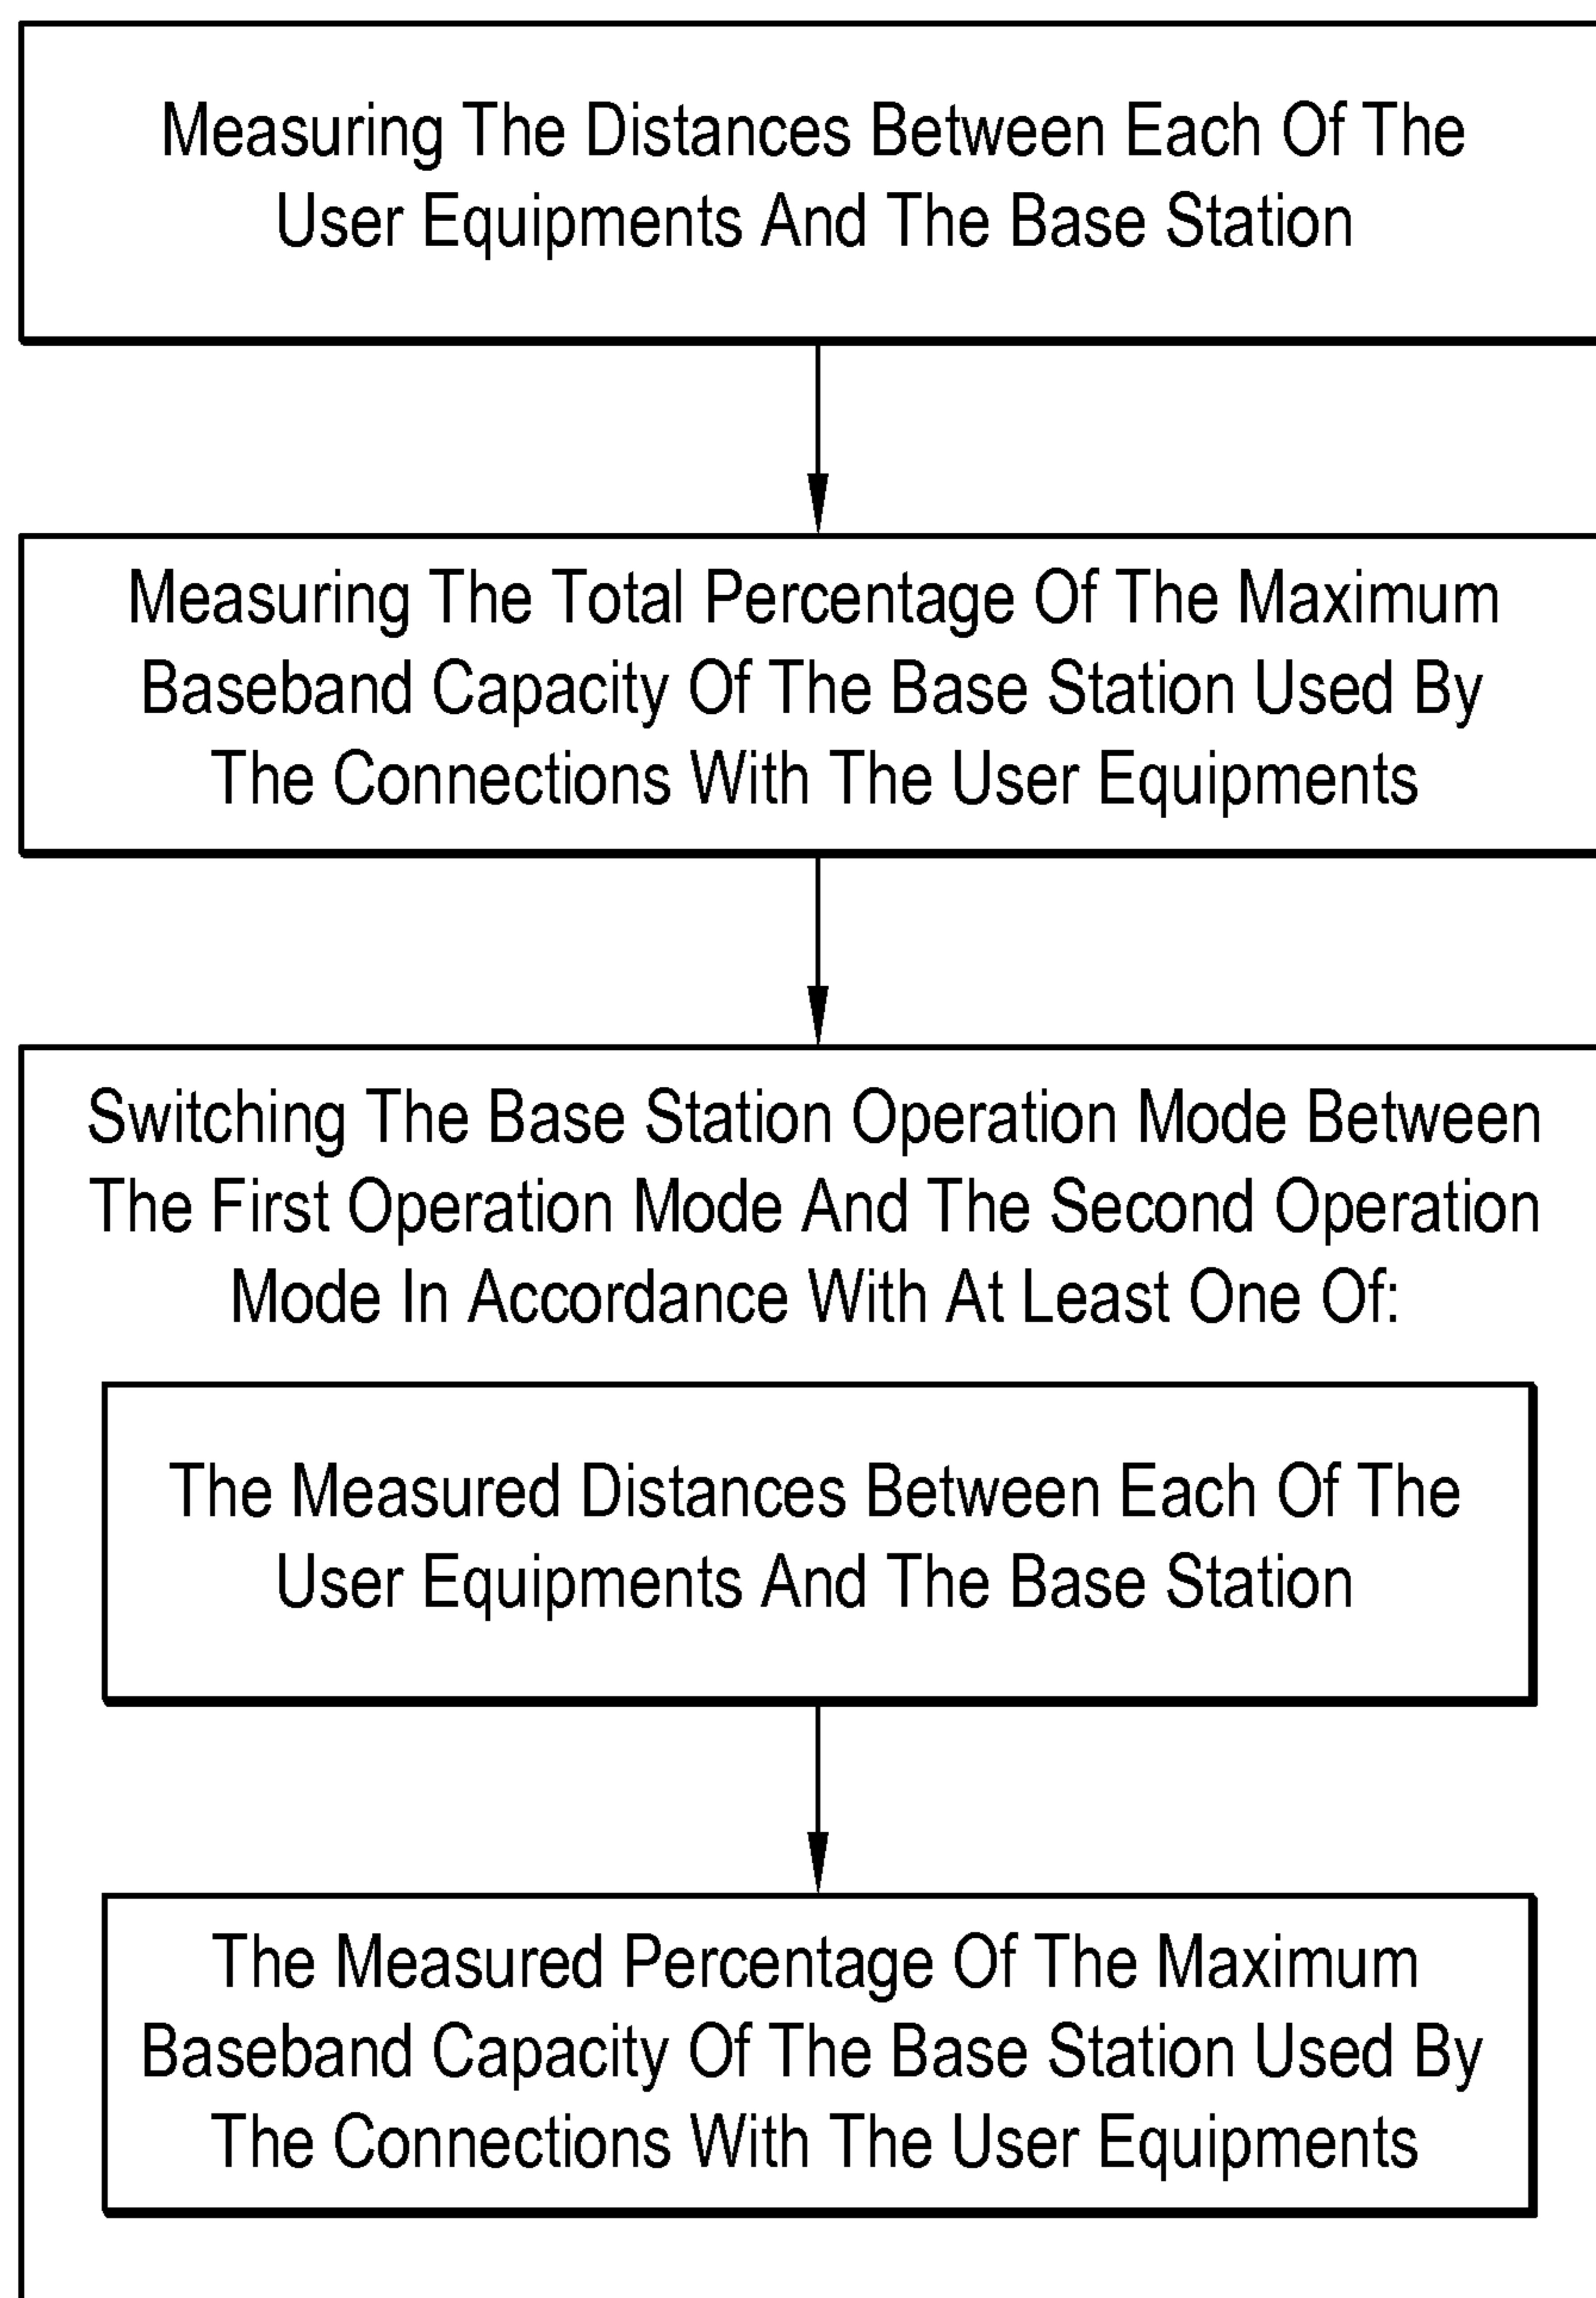 Measuring The Distances Between Each Of The
User Equipments And The Base Station
Measuring The Total Percentage Of The Maximum
Baseband Capacity Of The Base Station Used By
The Connections With The User Equipments
Switching The Base Station Operation Mode Between
The First Operation Mode And The Second Operation
Mode In Accordance With At Least One Of:
The Measured Distances Between Each Of The
User Equipments And The Base Station
The Measured Percentage Of The Maximum
Baseband Capacity Of The Base Station Used By
The Connections With The User Equipments